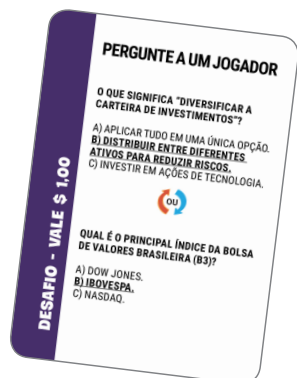 PERGUNTE A UM JOGADOR
O QUE SIGNIFICA "DIVERSIFICAR A
CARTEIRA DE INVESTIMENTOS"?
A) APLICAR TUDO EM UMA ÚNICA OPÇÃO.
B) DISTRIBUIR ENTRE DIFERENTES
ATIVOS PARA REDUZIR RISCOS.
C) INVESTIR EM AÇÕES DE TECNOLOGIA.
OU
QUAL É O PRINCIPAL ÍNDICE DA BOLSA
DE VALORES BRASILEIRA (B3)?
A) DOW JONES.
B) IBOVESPA.
C) NASDAQ.
DESAFIO - VALE $ 1,00